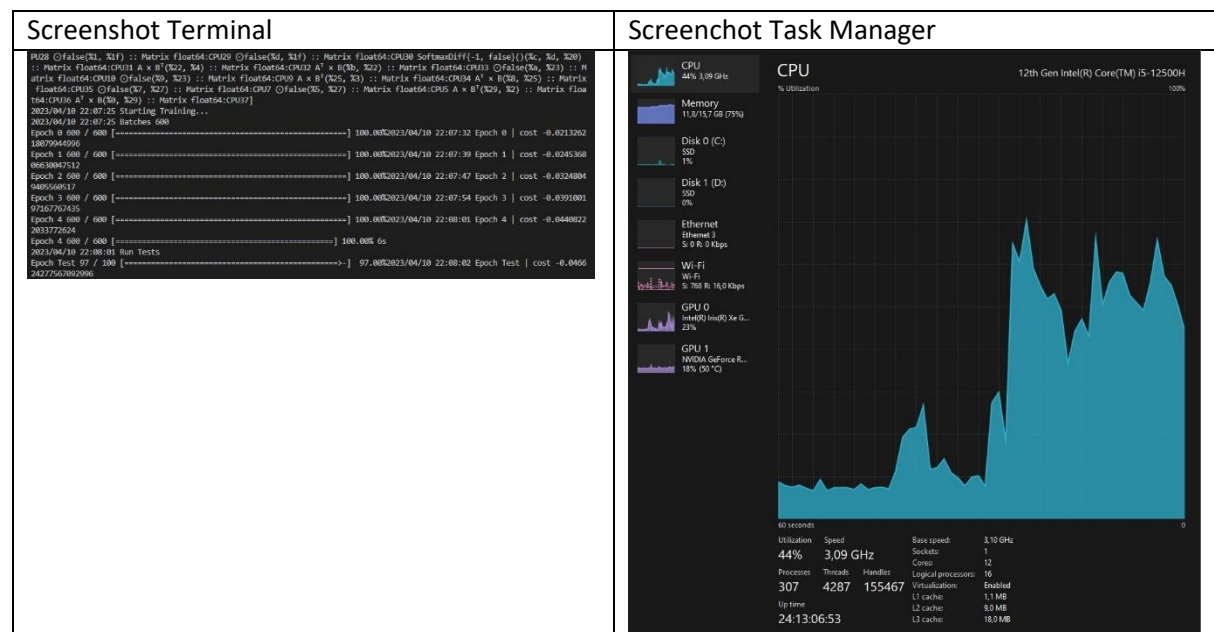 Screenshot Terminal
PU28 ⊙false(%1, %1f) :: Matrix float64:CPU29 ⊙false(%d, %1f) :: Matrix float64:CPU30 SoftmaxDiff{-1, false}()(%c, %d, %20)
:: Matrix float64:CPU31 A × Bᵀ(%22, %4) :: Matrix float64:CPU32 Aᵀ × B(%b, %22) :: Matrix float64:CPU33 ⊙false(%a, %23) :: M
atrix float64:CPU10 ⊙false(%9, %23) :: Matrix float64:CPU9 A × Bᵀ(%25, %3) :: Matrix float64:CPU34 Aᵀ × B(%8, %25) :: Matrix
float64:CPU35 ⊙false(%7, %27) :: Matrix float64:CPU7 ⊙false(%5, %27) :: Matrix float64:CPU5 A × Bᵀ(%29, %2) :: Matrix floa
t64:CPU36 Aᵀ × B(%0, %29) :: Matrix float64:CPU37]
2023/04/10 22:07:25 Starting Training...
2023/04/10 22:07:25 Batches 600
Epoch 0 600 / 600 [==================================================] 100.00%2023/04/10 22:07:32 Epoch 0 | cost -0.0213262
18079944996
Epoch 1 600 / 600 [==================================================] 100.00%2023/04/10 22:07:39 Epoch 1 | cost -0.0245368
06630047512
Epoch 2 600 / 600 [==================================================] 100.00%2023/04/10 22:07:47 Epoch 2 | cost -0.0324804
9405560517
Epoch 3 600 / 600 [==================================================] 100.00%2023/04/10 22:07:54 Epoch 3 | cost -0.0391001
97167767435
Epoch 4 600 / 600 [==================================================] 100.00%2023/04/10 22:08:01 Epoch 4 | cost -0.0440822
2033772624
Epoch 4 600 / 600 [===============================================] 100.00% 6s
2023/04/10 22:08:01 Run Tests
Epoch Test 97 / 100 [==============================================>-] 97.00%2023/04/10 22:08:02 Epoch Test | cost -0.0466
24277567092996
Screenchot Task Manager
CPU
44% 3,09 GHz
Memory
11,8/15,7 GB (75%)
Disk 0 (C:)
SSD
1%
Disk 1 (D:)
SSD
0%
Ethernet
Ethernet 3
S: 0 R: 0 Kbps
Wi-Fi
Wi-Fi
S: 768 R: 16,0 Kbps
GPU 0
Intel(R) Iris(R) Xe G...
23%
GPU 1
NVIDIA GeForce R...
18% (50 °C)
CPU 12th Gen Intel(R) Core(TM) i5-12500H
% Utilization 100%
60 seconds 0
Utilization Speed
44% 3,09 GHz
Processes Threads Handles
307 4287 155467
Up time
24:13:06:53
Base speed: 3,10 GHz
Sockets: 1
Cores: 12
Logical processors: 16
Virtualization: Enabled
L1 cache: 1,1 MB
L2 cache: 9,0 MB
L3 cache: 18,0 MB